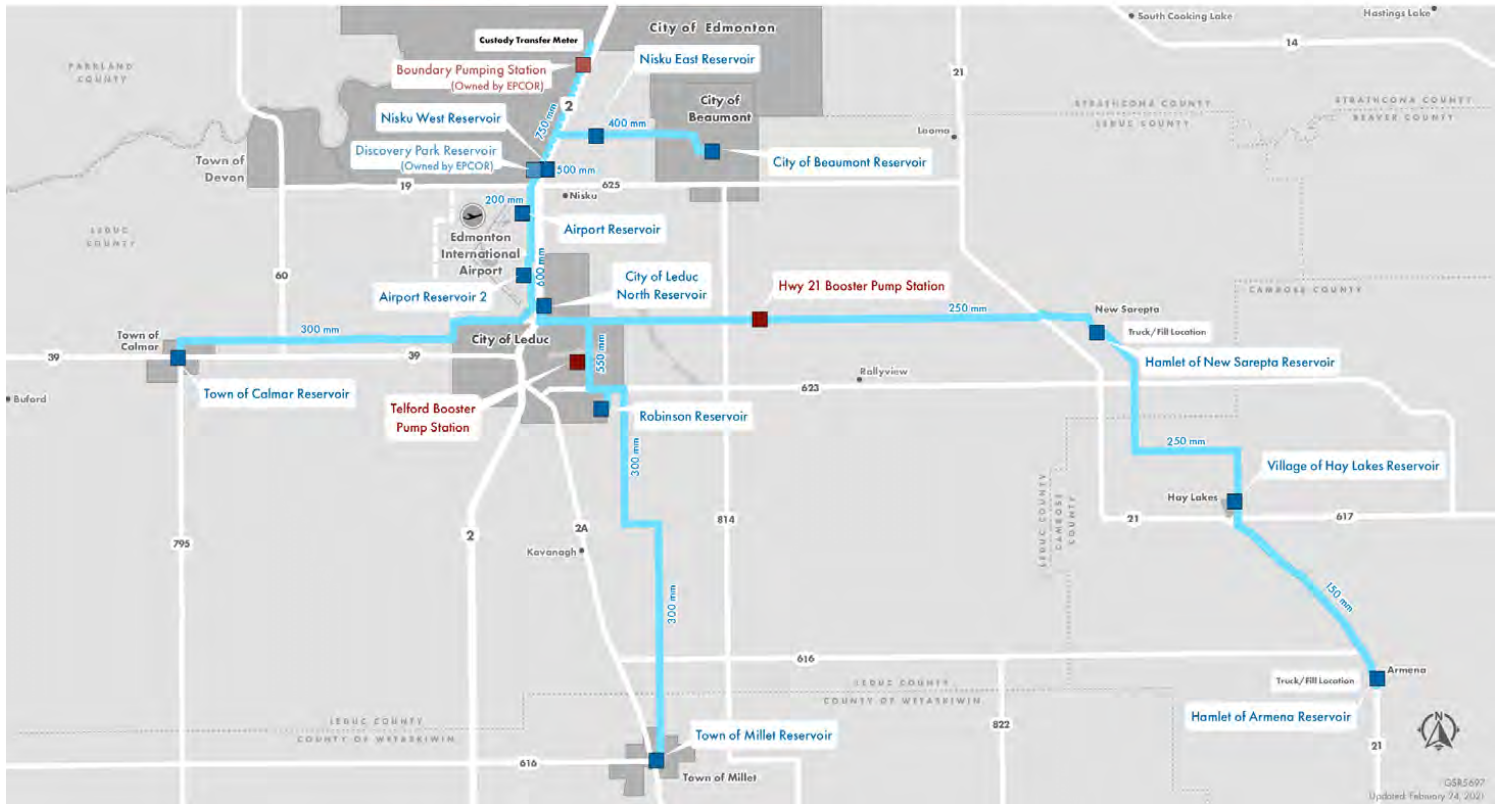 South Cooking Lake
Hastings Lake
City of Edmonton
Custody Transfer Meter
14
PARKLAND
COUNTY
Boundary Pumping Station
(Owned by EPCOR)
Nisku East Reservoir
21
2
City of
Beaumont
STRATHCONA COUNTY
LEDUC COUNTY
STRATHCONA COUNTY
BEAVER COUNTY
Nisku West Reservoir
750 mm
400 mm
Looma
Discovery Park Reservoir
(Owned by EPCOR)
500 mm
City of Beaumont Reservoir
Town of
Devon
19
625
Nisku
200 mm
LEDUC
COUNTY
Airport Reservoir
Edmonton
International
Airport
600 mm
60
City of Leduc
North Reservoir
Airport Reservoir 2
Hwy 21 Booster Pump Station
CAMROSE COUNTY
300 mm
250 mm
New Sarepta
Truck/Fill Location
Town of
Calmar
City of Leduc
39
39
550 mm
Hamlet of New Sarepta Reservoir
Rollyview
623
Buford
Town of Calmar Reservoir
Telford Booster
Pump Station
Robinson Reservoir
250 mm
300 mm
Village of Hay Lakes Reservoir
Hay Lakes
LEDUC COUNTY
CAMROSE
COUNTY
814
21
617
2
2A
795
Kavanagh
300 mm
150 mm
616
Armena
Truck/Fill Location
LEDUC COUNTY
COUNTY OF WETASKIWIN
LEDUC COUNTY
COUNTY OF WETASKIWIN
822
Hamlet of Armena Reservoir
N
Town of Millet Reservoir
21
616
Town of Millet
GSR5697
Updated: February 24, 2021